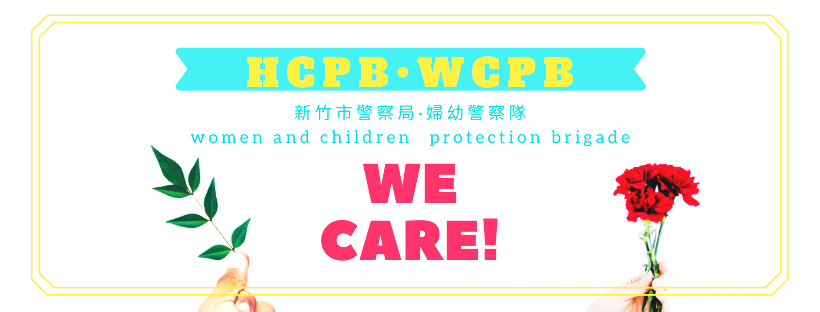 HCPB·WCPB
新竹市警察局·婦幼警察隊
women and children protection brigade
WE
CARE!